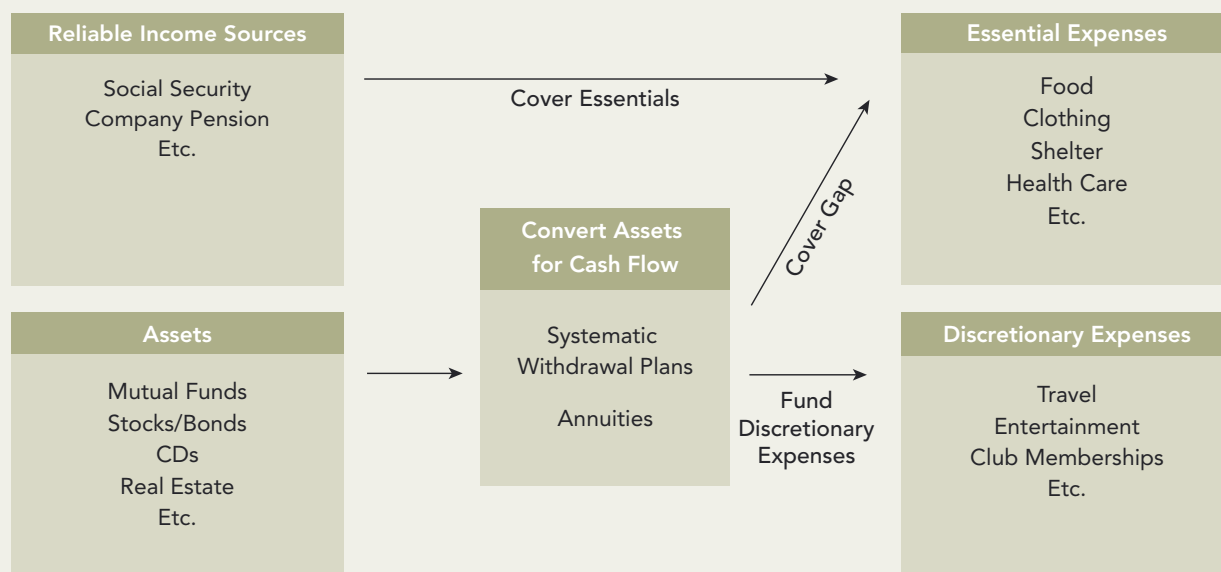 Reliable Income Sources
Social Security
Company Pension
Etc.
Cover Essentials
Essential Expenses
Food
Clothing
Shelter
Health Care
Etc.
Assets
Mutual Funds
Stocks/Bonds
CDs
Real Estate
Etc.
Convert Assets
for Cash Flow
Systematic
Withdrawal Plans
Annuities
Cover Gap
Fund
Discretionary
Expenses
Discretionary Expenses
Travel
Entertainment
Club Memberships
Etc.